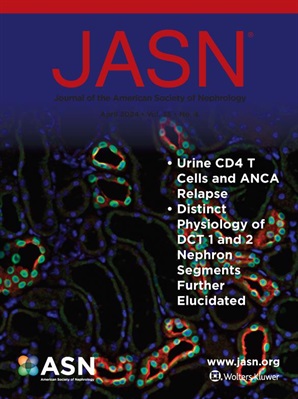 JASN®
Journal of the American Society of Nephrology
• Urine CD4 T
Cells and ANCA
Relapse
• Distinct
Physiology of
DCT 1 and 2
Nephron
Segments
Further
Elucidated
ASN
American Society of Nephrology
www.jasn.org
Wolters Kluwer